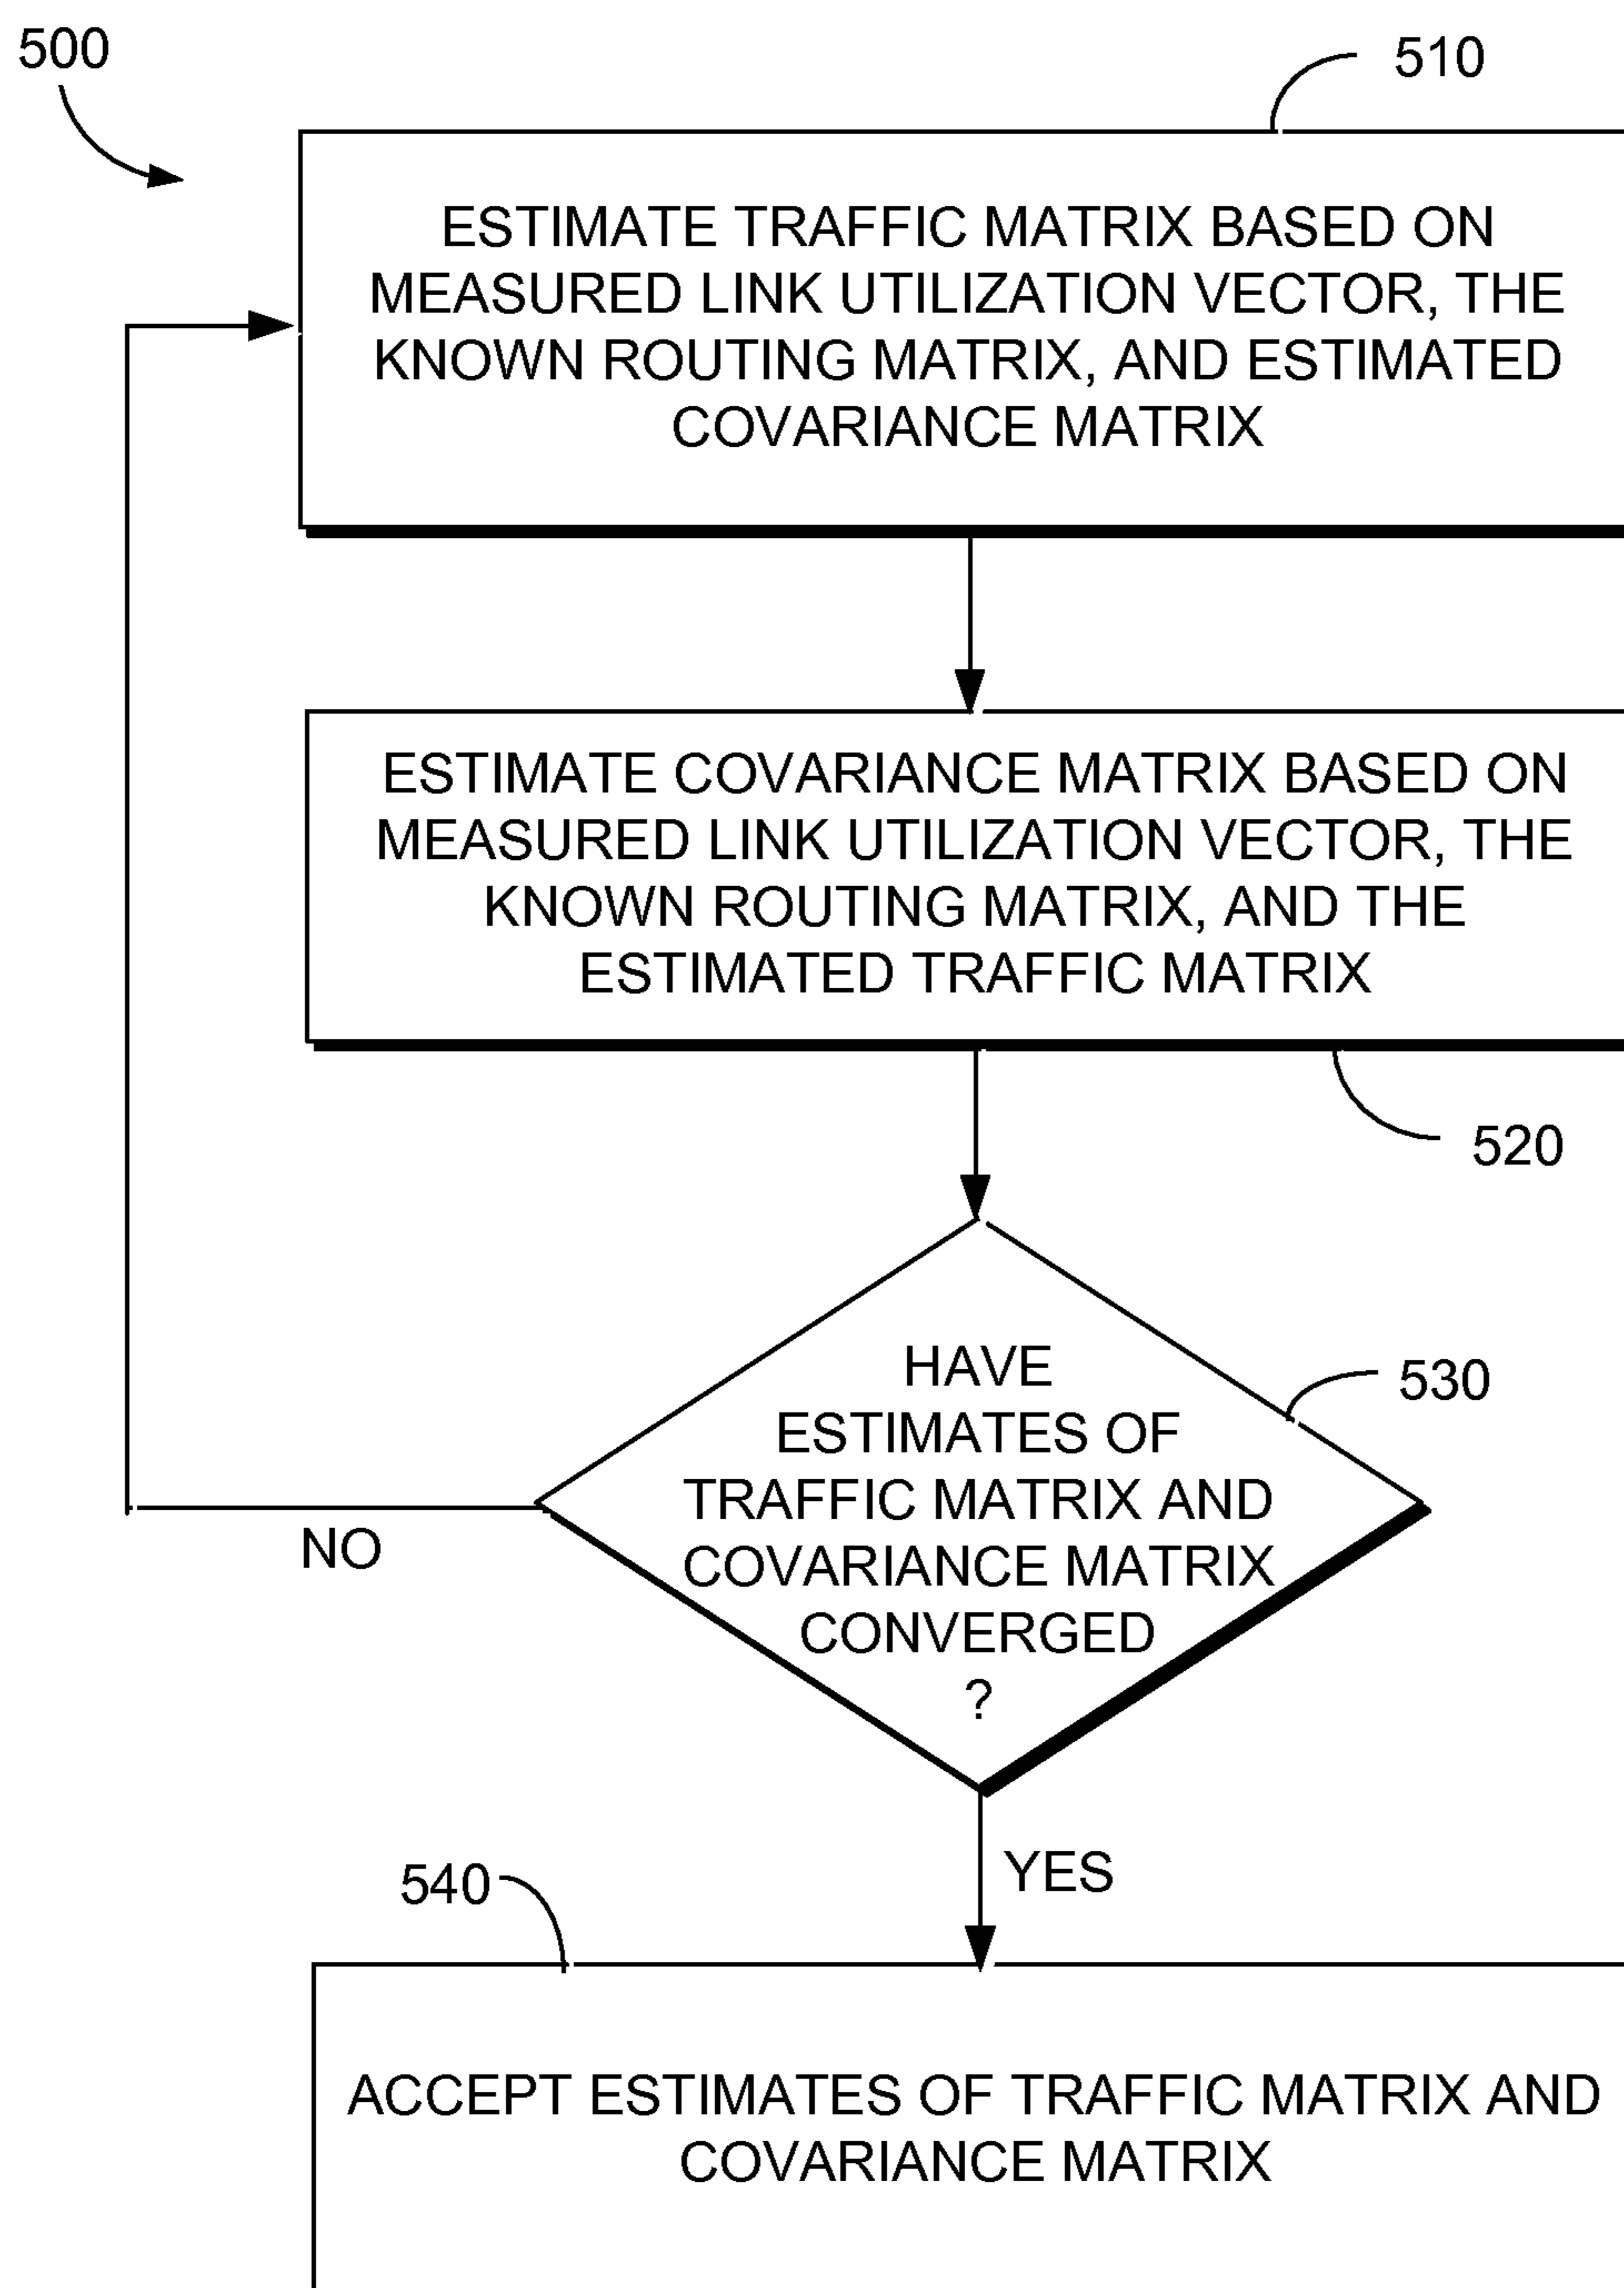 500
510
ESTIMATE TRAFFIC MATRIX BASED ON
MEASURED LINK UTILIZATION VECTOR, THE
KNOWN ROUTING MATRIX, AND ESTIMATED
COVARIANCE MATRIX
ESTIMATE COVARIANCE MATRIX BASED ON
MEASURED LINK UTILIZATION VECTOR, THE
KNOWN ROUTING MATRIX, AND THE
ESTIMATED TRAFFIC MATRIX
520
HAVE
ESTIMATES OF
TRAFFIC MATRIX AND
COVARIANCE MATRIX
CONVERGED
?
530
NO
YES
540
ACCEPT ESTIMATES OF TRAFFIC MATRIX AND
COVARIANCE MATRIX